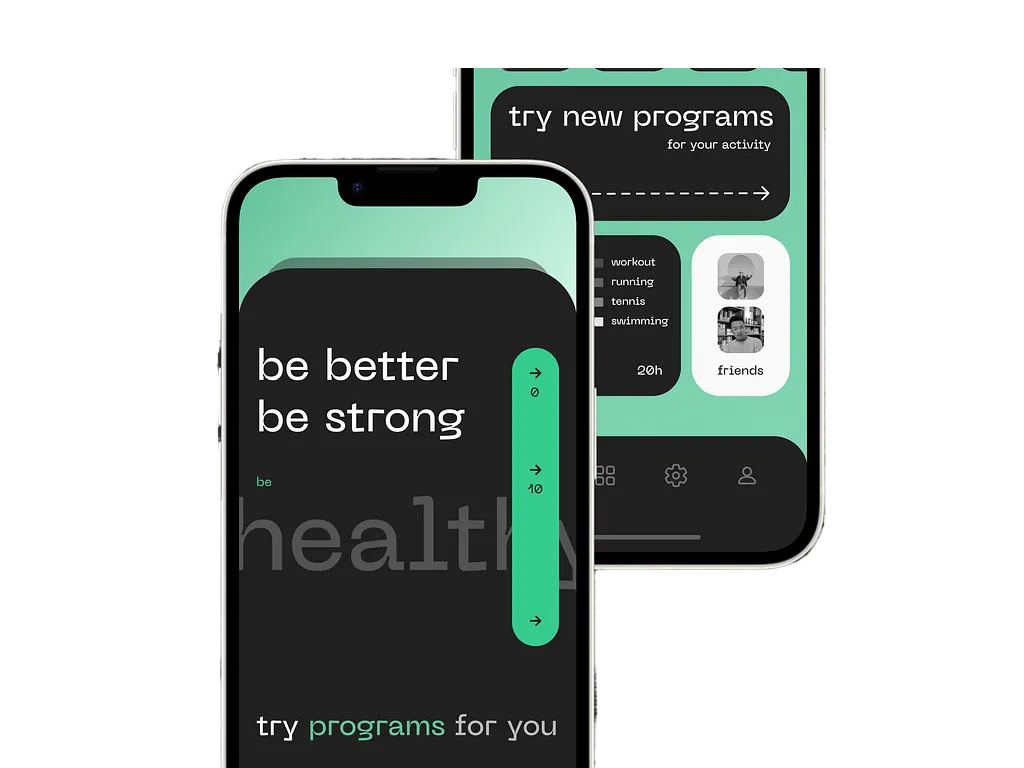 try new programs
for your activity
workout
running
tennis
swimming
20h
friends
be better
be strong
be
healthy
0
10
try programs for you